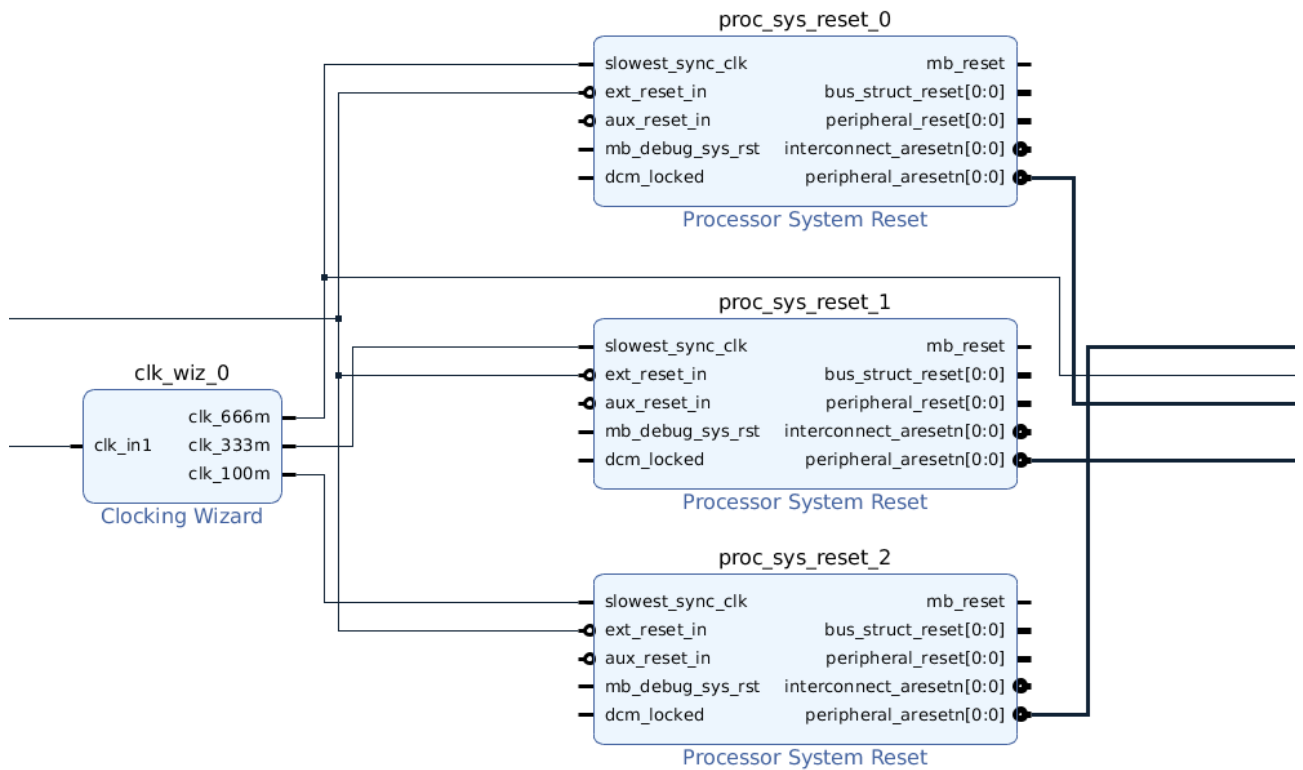 proc_sys_reset_0
slowest_sync_clk mb_reset
ext_reset_in bus_struct_reset[0:0]
aux_reset_in peripheral_reset[0:0]
mb_debug_sys_rst interconnect_aresetn[0:0]
dcm_locked peripheral_aresetn[0:0]
Processor System Reset
proc_sys_reset_1
slowest_sync_clk mb_reset
ext_reset_in bus_struct_reset[0:0]
aux_reset_in peripheral_reset[0:0]
mb_debug_sys_rst interconnect_aresetn[0:0]
dcm_locked peripheral_aresetn[0:0]
Processor System Reset
clk_wiz_0
clk_666m
clk_in1 clk_333m
clk_100m
Clocking Wizard
proc_sys_reset_2
slowest_sync_clk mb_reset
ext_reset_in bus_struct_reset[0:0]
aux_reset_in peripheral_reset[0:0]
mb_debug_sys_rst interconnect_aresetn[0:0]
dcm_locked peripheral_aresetn[0:0]
Processor System Reset